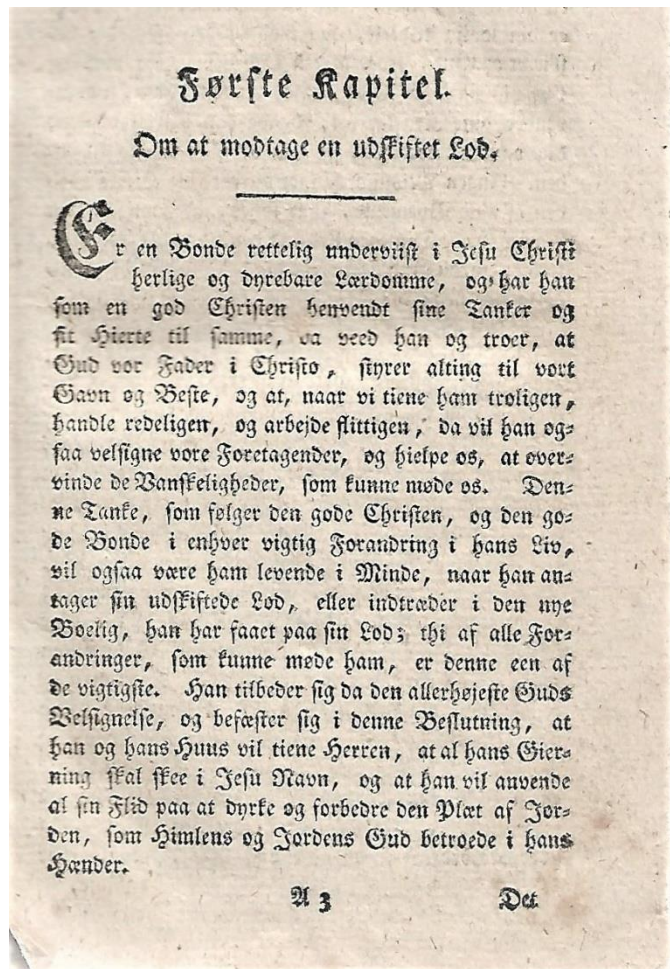 Første Kapitel.
Om at modtage en udskiftet Lod.
Er en Bonde rettelig underviist i Jesu Christi
herlige og dyrebare Lærdomme, og har han
som en god Christen henvendt sine Tanker og
sit Hierte til samme, da veed han og troer, at
Gud vor Fader i Christo, styrer alting til vort
Gavn og Beste, og at, naar vi tiene ham troligen,
handle redeligen, og arbejde flittigen, da vil han og-
saa velsigne vore Foretagender, og hielpe os, at over-
vinde de Vanskeligheder, som kunne møde os. Den-
ne Tanke, som følger den gode Christen, og den go-
de Bonde i enhver vigtig Forandring i hans Liv,
vil ogsaa være ham levende i Minde, naar han an-
tager sin udskiftede Lod, eller indtræder i den nye
Boelig, han har faaet paa sin Lod; thi af alle For-
andringer, som kunne møde ham, er denne een af
de vigtigste. Han tilbeder sig da den allerhøjeste Guds
Velsignelse, og befæster sig i denne Beslutning, at
han og hans Huus vil tiene Herren, at al hans Gier-
ning skal skee i Jesu Navn, og at han vil anvende
al sin Flid paa at dyrke og forbedre den Plæt af Jor-
den, som Himlens og Jordens Gud betroede i hans
Hænder.
A 3 Det